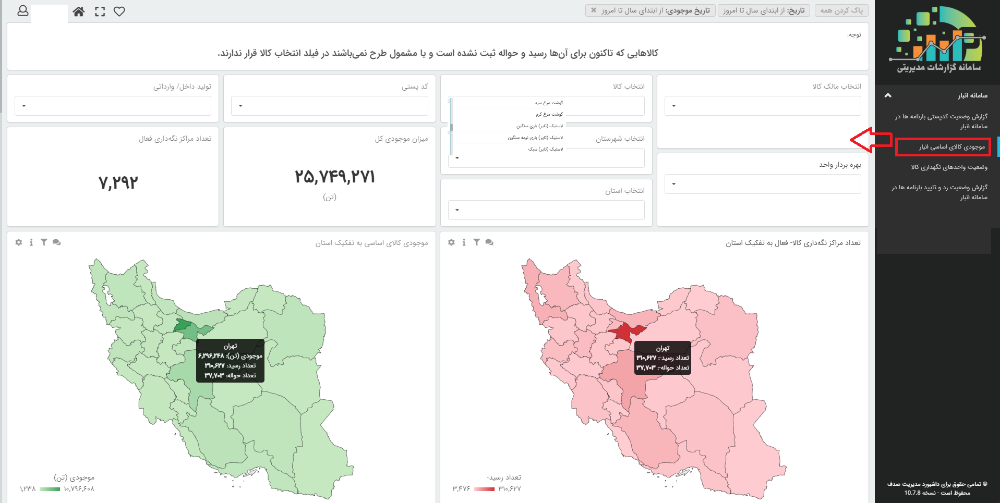 پاک کردن همه
تاریخ: از ابتدای سال تا امروز
تاریخ موجودی: از ابتدای سال تا امروز ✖
سامانه گزارشات مدیریتی
سامانه انبار
گزارش وضعیت کدپستی بارنامه ها در
سامانه انبار
موجودی کالای اساسی انبار
وضعیت واحدهای نگهداری کالا
گزارش وضعیت رد و تایید بارنامه ها در
سامانه انبار
توجه:
کالاهایی که تاکنون برای آن‌ها رسید و حواله ثبت نشده است و یا مشمول طرح نمی‌باشند در فیلد انتخاب کالا قرار ندارند.
انتخاب مالک کالا
انتخاب کالا
گوشت مرغ سرد
گوشت مرغ گرم
لاستیک (تایر) باری سنگین
لاستیک (تایر) باری نیمه سنگین
لاستیک (تایر) سبک
کد پستی
تولید داخل/ وارداتی
انتخاب شهرستان
بهره بردار واحد
انتخاب استان
میزان موجودی کل
۲۵,۷۴۹,۲۷۱
(تن)
تعداد مراکز نگه‌داری فعال
۷,۲۹۲
تعداد مراکز نگه‌داری کالا- فعال به تفکیک استان
تهران
تعداد رسید-: ۳۱۰,۶۲۷
تعداد حواله-: ۳۷,۷۰۳
تعداد رسید-
۳,۴۷۶ ۳۱۰,۶۲۷
موجودی کالای اساسی به تفکیک استان
تهران
موجودی (تن): ۶,۲۹۶,۲۴۸
تعداد رسید: ۳۱۰,۶۲۷
تعداد حواله: ۳۷,۷۰۳
موجودی (تن)
۱,۲۳۸ ۱۰,۷۹۶,۶۰۸
© تمامی حقوق برای داشبورد مدیریت صدف
محفوظ است - نسخه 10.7.8